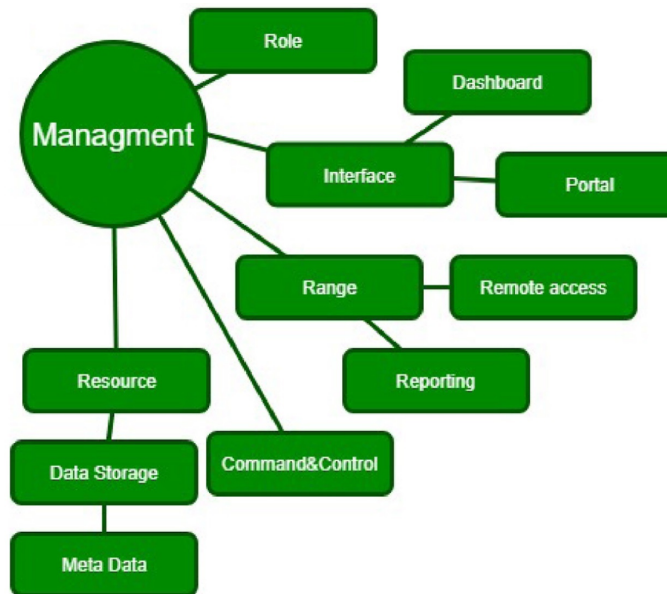 Role
Dashboard
Managment
Interface
Portal
Range
Remote access
Resource
Reporting
Data Storage
Command&Control
Meta Data